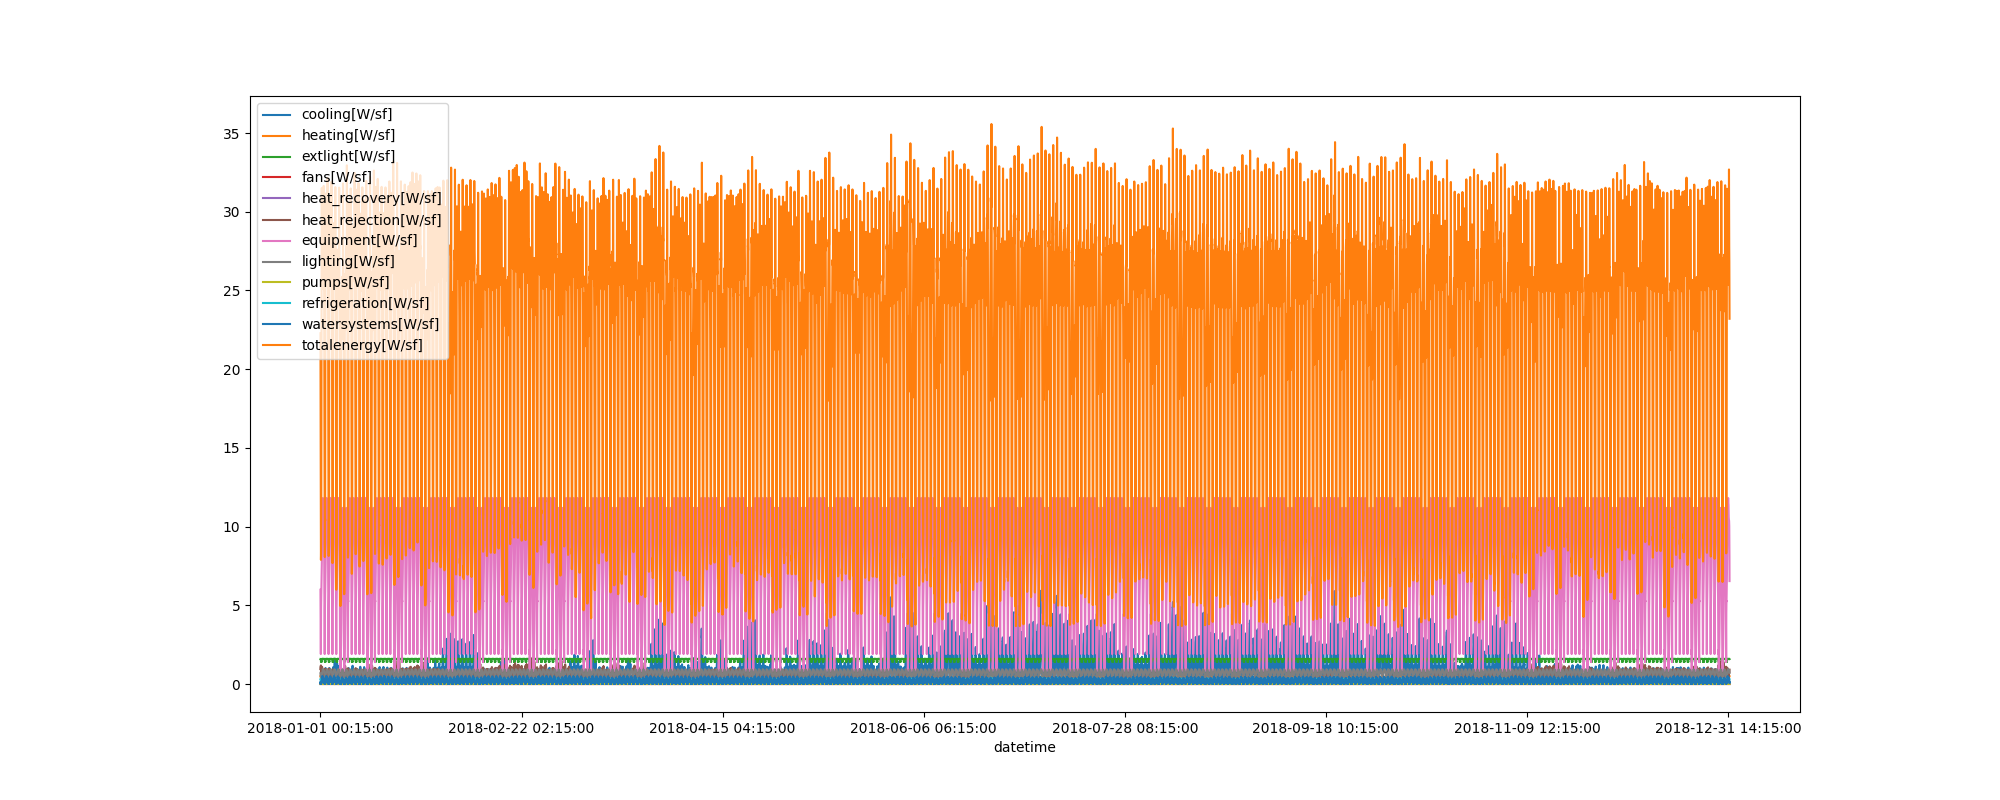 cooling[W/sf]
heating[W/sf]
extlight[W/sf]
fans[W/sf]
heat_recovery[W/sf]
heat_rejection[W/sf]
equipment[W/sf]
lighting[W/sf]
pumps[W/sf]
refrigeration[W/sf]
watersystems[W/sf]
totalenergy[W/sf]
35
30
25
20
15
10
5
0
2018-01-01 00:15:00 2018-02-22 02:15:00 2018-04-15 04:15:00 2018-06-06 06:15:00 2018-07-28 08:15:00 2018-09-18 10:15:00 2018-11-09 12:15:00 2018-12-31 14:15:00
datetime